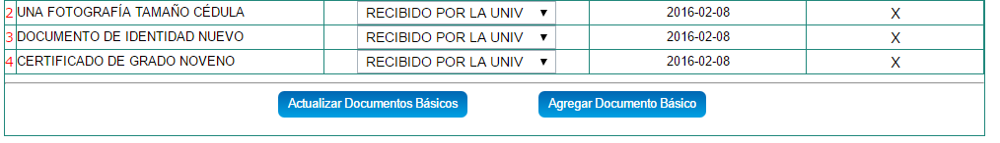 2 UNA FOTOGRAFÍA TAMAÑO CÉDULA RECIBIDO POR LA UNIV 2016-02-08 X
3 DOCUMENTO DE IDENTIDAD NUEVO RECIBIDO POR LA UNIV 2016-02-08 X
4 CERTIFICADO DE GRADO NOVENO RECIBIDO POR LA UNIV 2016-02-08 X
Actualizar Documentos Básicos Agregar Documento Básico